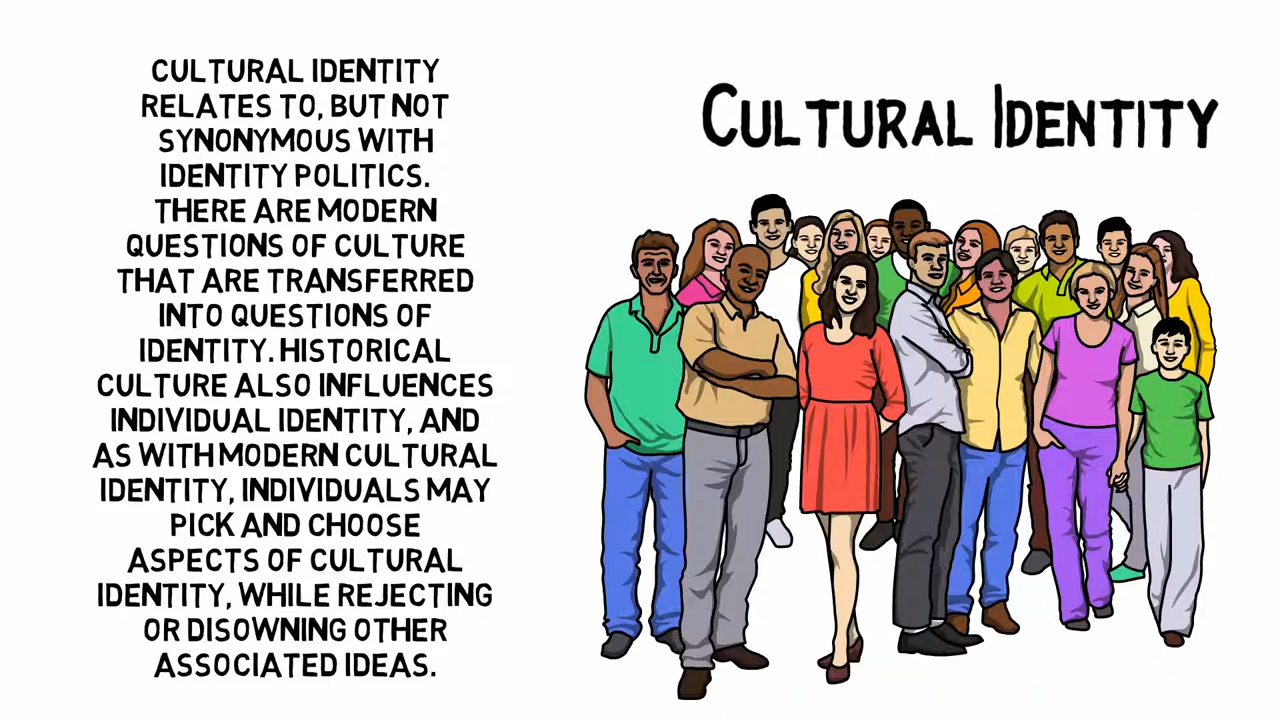 CULTURAL IDENTITY
RELATES TO, BUT NOT
SYNONYMOUS WITH
IDENTITY POLITICS.
THERE ARE MODERN
QUESTIONS OF CULTURE
THAT ARE TRANSFERRED
INTO QUESTIONS OF
IDENTITY. HISTORICAL
CULTURE ALSO INFLUENCES
INDIVIDUAL IDENTITY, AND
AS WITH MODERN CULTURAL
IDENTITY, INDIVIDUALS MAY
PICK AND CHOOSE
ASPECTS OF CULTURAL
IDENTITY, WHILE REJECTING
OR DISOWNING OTHER
ASSOCIATED IDEAS.
CULTURAL IDENTITY